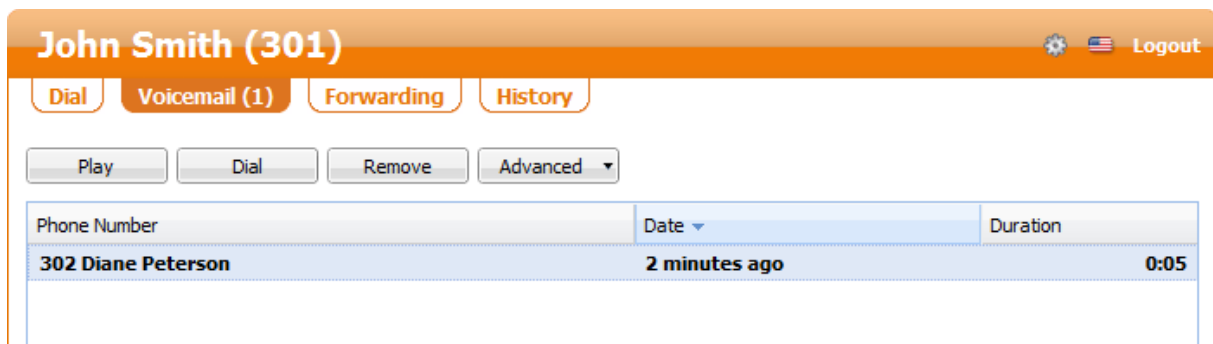 John Smith (301) Logout
Dial Voicemail (1) Forwarding History
Play Dial Remove Advanced
Phone Number Date Duration
302 Diane Peterson 2 minutes ago 0:05